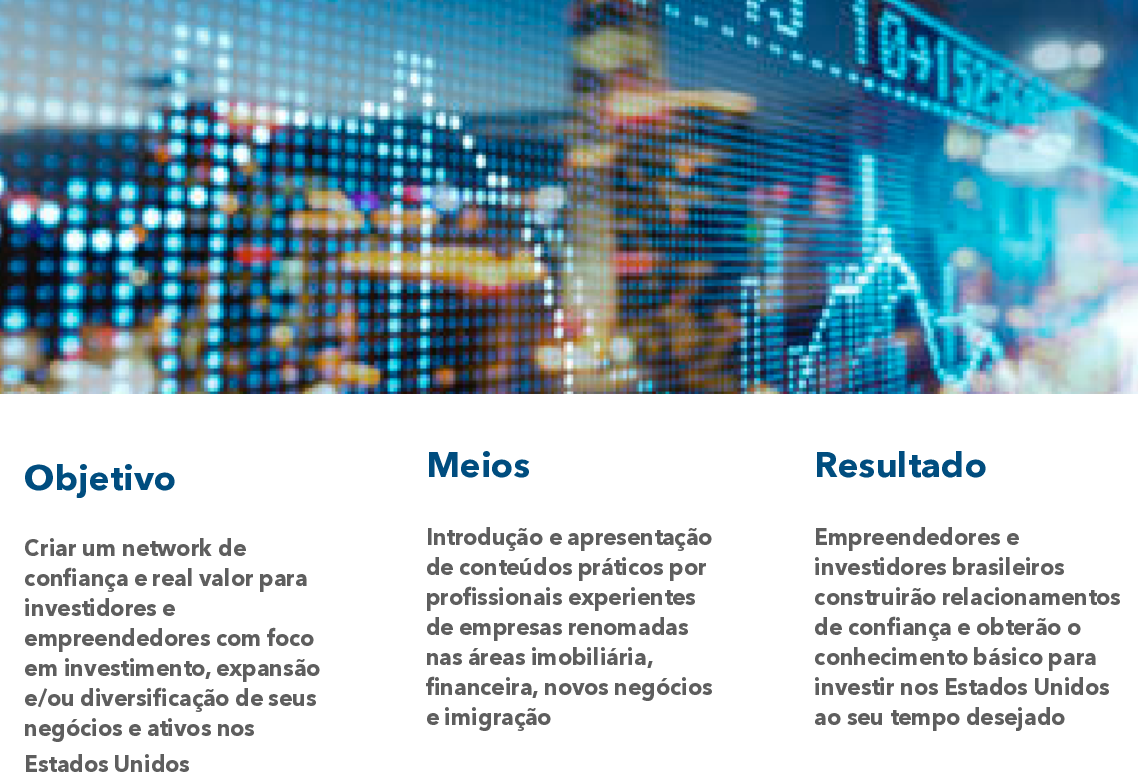 Objetivo
Criar um network de
confiança e real valor para
investidores e
empreendedores com foco
em investimento, expansão
e/ou diversificação de seus
negócios e ativos nos
Estados Unidos
Meios
Introdução e apresentação
de conteúdos práticos por
profissionais experientes
de empresas renomadas
nas áreas imobiliária,
financeira, novos negócios
e imigração
Resultado
Empreendedores e
investidores brasileiros
construirão relacionamentos
de confiança e obterão o
conhecimento básico para
investir nos Estados Unidos
ao seu tempo desejado